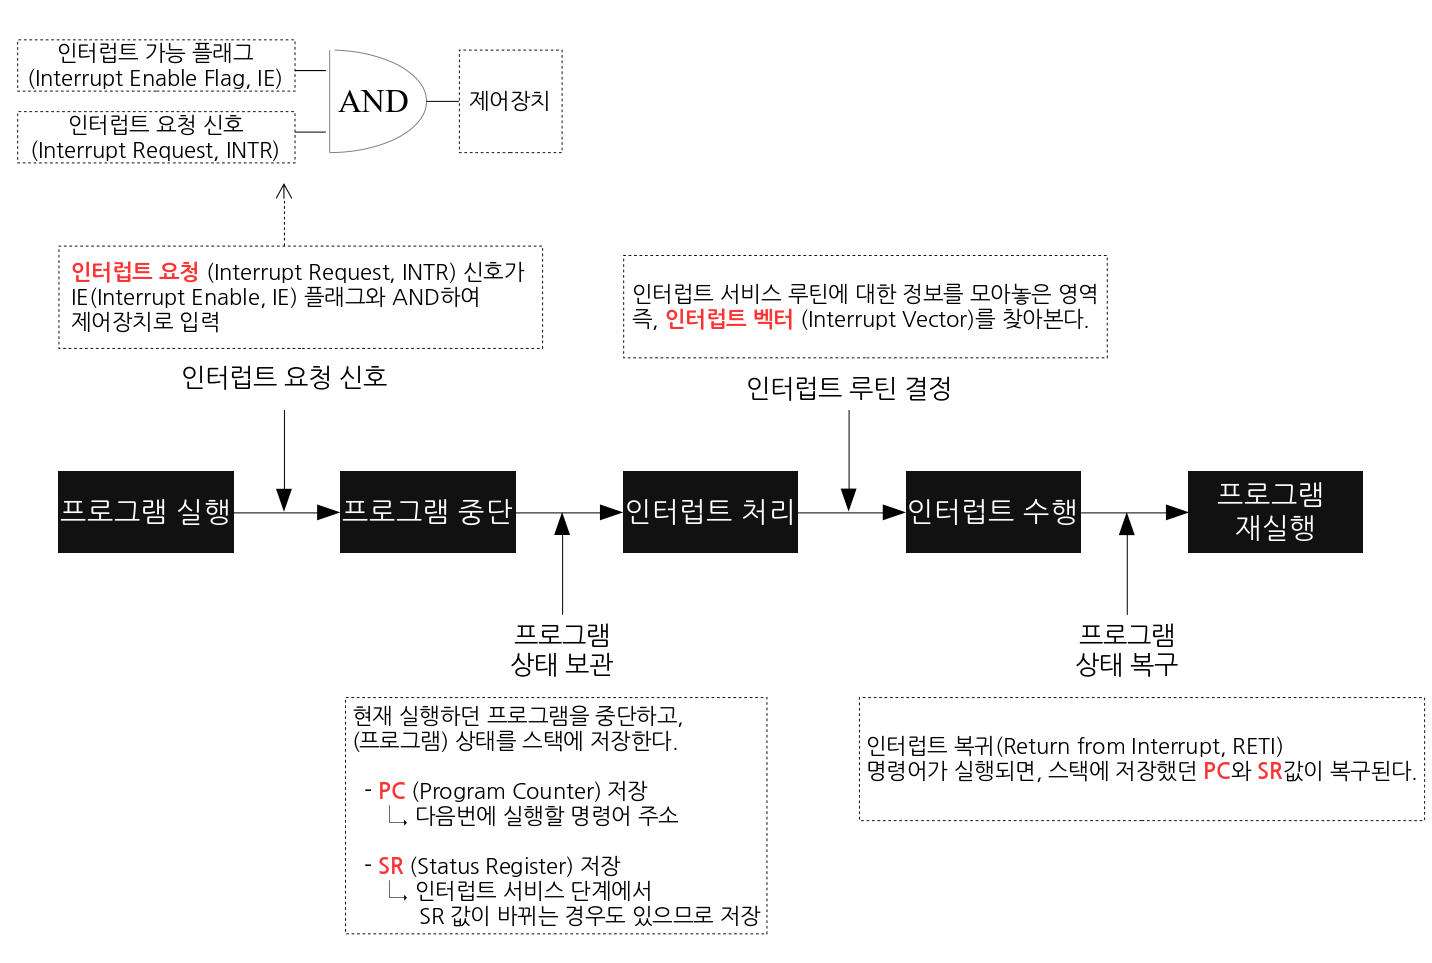 인터럽트 가능 플래그
(Interrupt Enable Flag, IE)
인터럽트 요청 신호
(Interrupt Request, INTR)
AND
제어장치
인터럽트 요청 (Interrupt Request, INTR) 신호가
IE(Interrupt Enable, IE) 플래그와 AND하여
제어장치로 입력
인터럽트 서비스 루틴에 대한 정보를 모아놓은 영역
즉, 인터럽트 벡터 (Interrupt Vector)를 찾아본다.
인터럽트 요청 신호
인터럽트 루틴 결정
프로그램 실행
프로그램 중단
인터럽트 처리
인터럽트 수행
프로그램
재실행
프로그램
상태 보관
프로그램
상태 복구
현재 실행하던 프로그램을 중단하고,
(프로그램) 상태를 스택에 저장한다.
- PC (Program Counter) 저장
다음번에 실행할 명령어 주소
- SR (Status Register) 저장
인터럽트 서비스 단계에서
SR 값이 바뀌는 경우도 있으므로 저장
인터럽트 복귀(Return from Interrupt, RETI)
명령어가 실행되면, 스택에 저장했던 PC와 SR값이 복구된다.